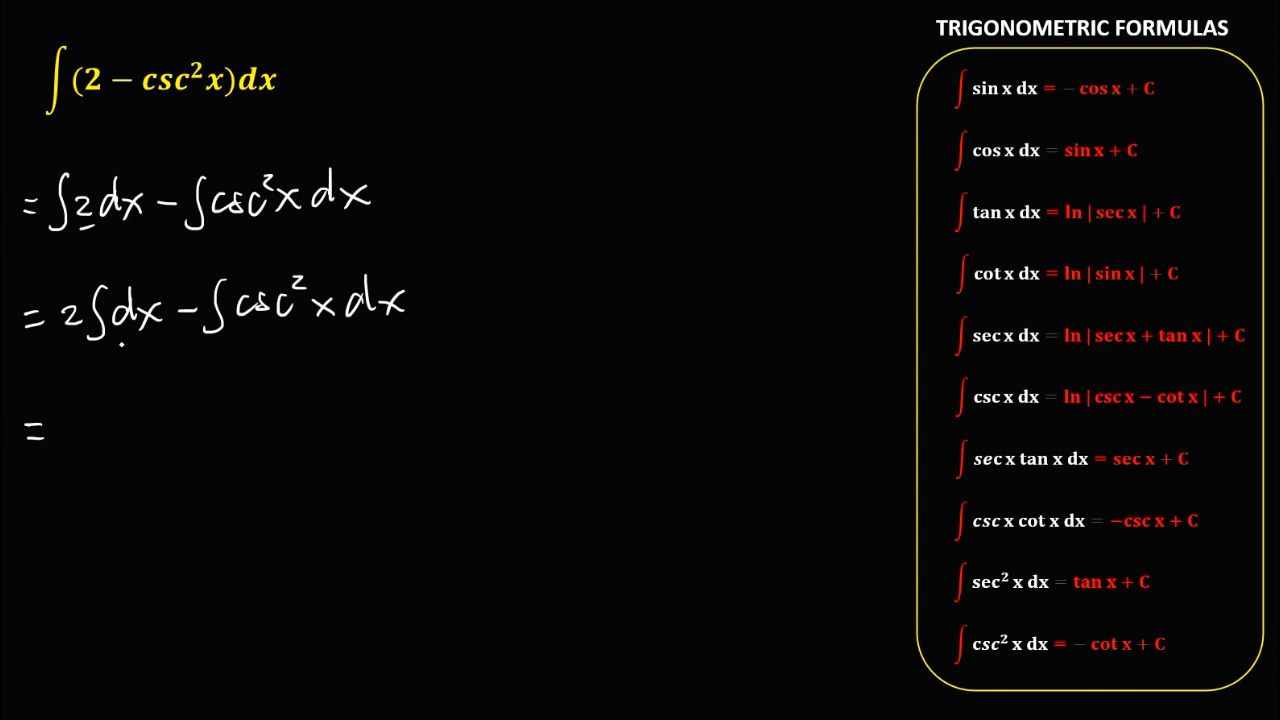 ∫(2 − csc²x)dx
= ∫2 dx − ∫csc²x dx
= 2∫dx − ∫csc²x dx
=
TRIGONOMETRIC FORMULAS
∫ sin x dx = − cos x + C
∫ cos x dx = sin x + C
∫ tan x dx = ln | sec x | + C
∫ cot x dx = ln | sin x | + C
∫ sec x dx = ln | sec x + tan x | + C
∫ csc x dx = ln | csc x − cot x | + C
∫ sec x tan x dx = sec x + C
∫ csc x cot x dx = −csc x + C
∫ sec² x dx = tan x + C
∫ csc² x dx = − cot x + C